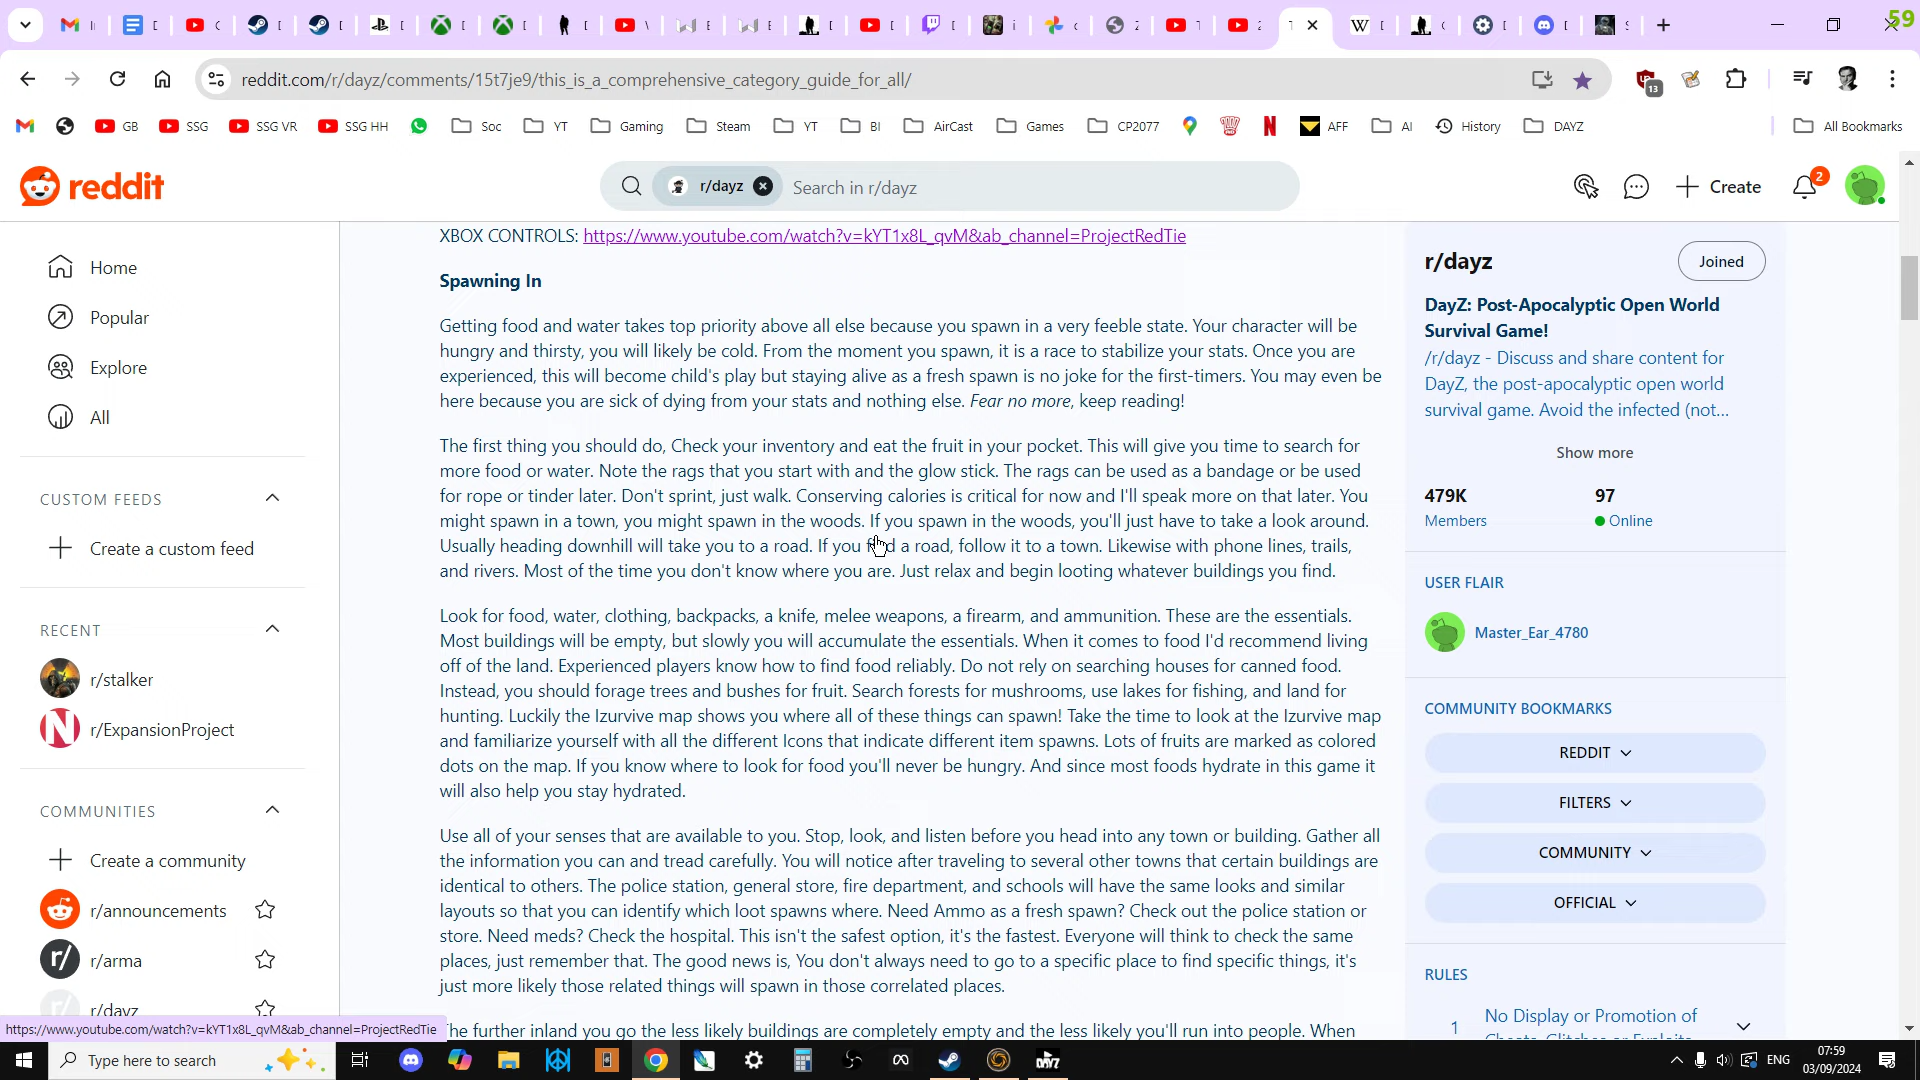 59
reddit.com/r/dayz/comments/15t7je9/this_is_a_comprehensive_category_guide_for_all/
13
GB
SSG
SSG VR
SSG HH
Soc
YT
Gaming
Steam
YT
BI
AirCast
Games
CP2077
AFF
AI
History
DAYZ
All Bookmarks
reddit
r/dayz
Search in r/dayz
Create
2
Home
Popular
Explore
All
CUSTOM FEEDS
Create a custom feed
RECENT
r/stalker
r/ExpansionProject
COMMUNITIES
Create a community
r/announcements
r/arma
r/dayz
XBOX CONTROLS: https://www.youtube.com/watch?v=kYT1x8L_qvM&ab_channel=ProjectRedTie
Spawning In
Getting food and water takes top priority above all else because you spawn in a very feeble state. Your character will be
hungry and thirsty, you will likely be cold. From the moment you spawn, it is a race to stabilize your stats. Once you are
experienced, this will become child's play but staying alive as a fresh spawn is no joke for the first-timers. You may even be
here because you are sick of dying from your stats and nothing else. Fear no more, keep reading!
The first thing you should do, Check your inventory and eat the fruit in your pocket. This will give you time to search for
more food or water. Note the rags that you start with and the glow stick. The rags can be used as a bandage or be used
for rope or tinder later. Don't sprint, just walk. Conserving calories is critical for now and I'll speak more on that later. You
might spawn in a town, you might spawn in the woods. If you spawn in the woods, you'll just have to take a look around.
Usually heading downhill will take you to a road. If you find a road, follow it to a town. Likewise with phone lines, trails,
and rivers. Most of the time you don't know where you are. Just relax and begin looting whatever buildings you find.
Look for food, water, clothing, backpacks, a knife, melee weapons, a firearm, and ammunition. These are the essentials.
Most buildings will be empty, but slowly you will accumulate the essentials. When it comes to food I'd recommend living
off of the land. Experienced players know how to find food reliably. Do not rely on searching houses for canned food.
Instead, you should forage trees and bushes for fruit. Search forests for mushrooms, use lakes for fishing, and land for
hunting. Luckily the Izurvive map shows you where all of these things can spawn! Take the time to look at the Izurvive map
and familiarize yourself with all the different Icons that indicate different item spawns. Lots of fruits are marked as colored
dots on the map. If you know where to look for food you'll never be hungry. And since most foods hydrate in this game it
will also help you stay hydrated.
Use all of your senses that are available to you. Stop, look, and listen before you head into any town or building. Gather all
the information you can and tread carefully. You will notice after traveling to several other towns that certain buildings are
identical to others. The police station, general store, fire department, and schools will have the same looks and similar
layouts so that you can identify which loot spawns where. Need Ammo as a fresh spawn? Check out the police station or
store. Need meds? Check the hospital. This isn't the safest option, it's the fastest. Everyone will think to check the same
places, just remember that. The good news is, You don't always need to go to a specific place to find specific things, it's
just more likely those related things will spawn in those correlated places.
The further inland you go the less likely buildings are completely empty and the less likely you'll run into people. When
r/dayz
Joined
DayZ: Post-Apocalyptic Open World
Survival Game!
/r/dayz - Discuss and share content for
DayZ, the post-apocalyptic open world
survival game. Avoid the infected (not...
Show more
479K
97
Members
Online
USER FLAIR
Master_Ear_4780
COMMUNITY BOOKMARKS
REDDIT
FILTERS
COMMUNITY
OFFICIAL
RULES
1
No Display or Promotion of
Cheats, Glitches or Exploits
https://www.youtube.com/watch?v=kYT1x8L_qvM&ab_channel=ProjectRedTie
Type here to search
DAYZ
ENG
07:59
03/09/2024